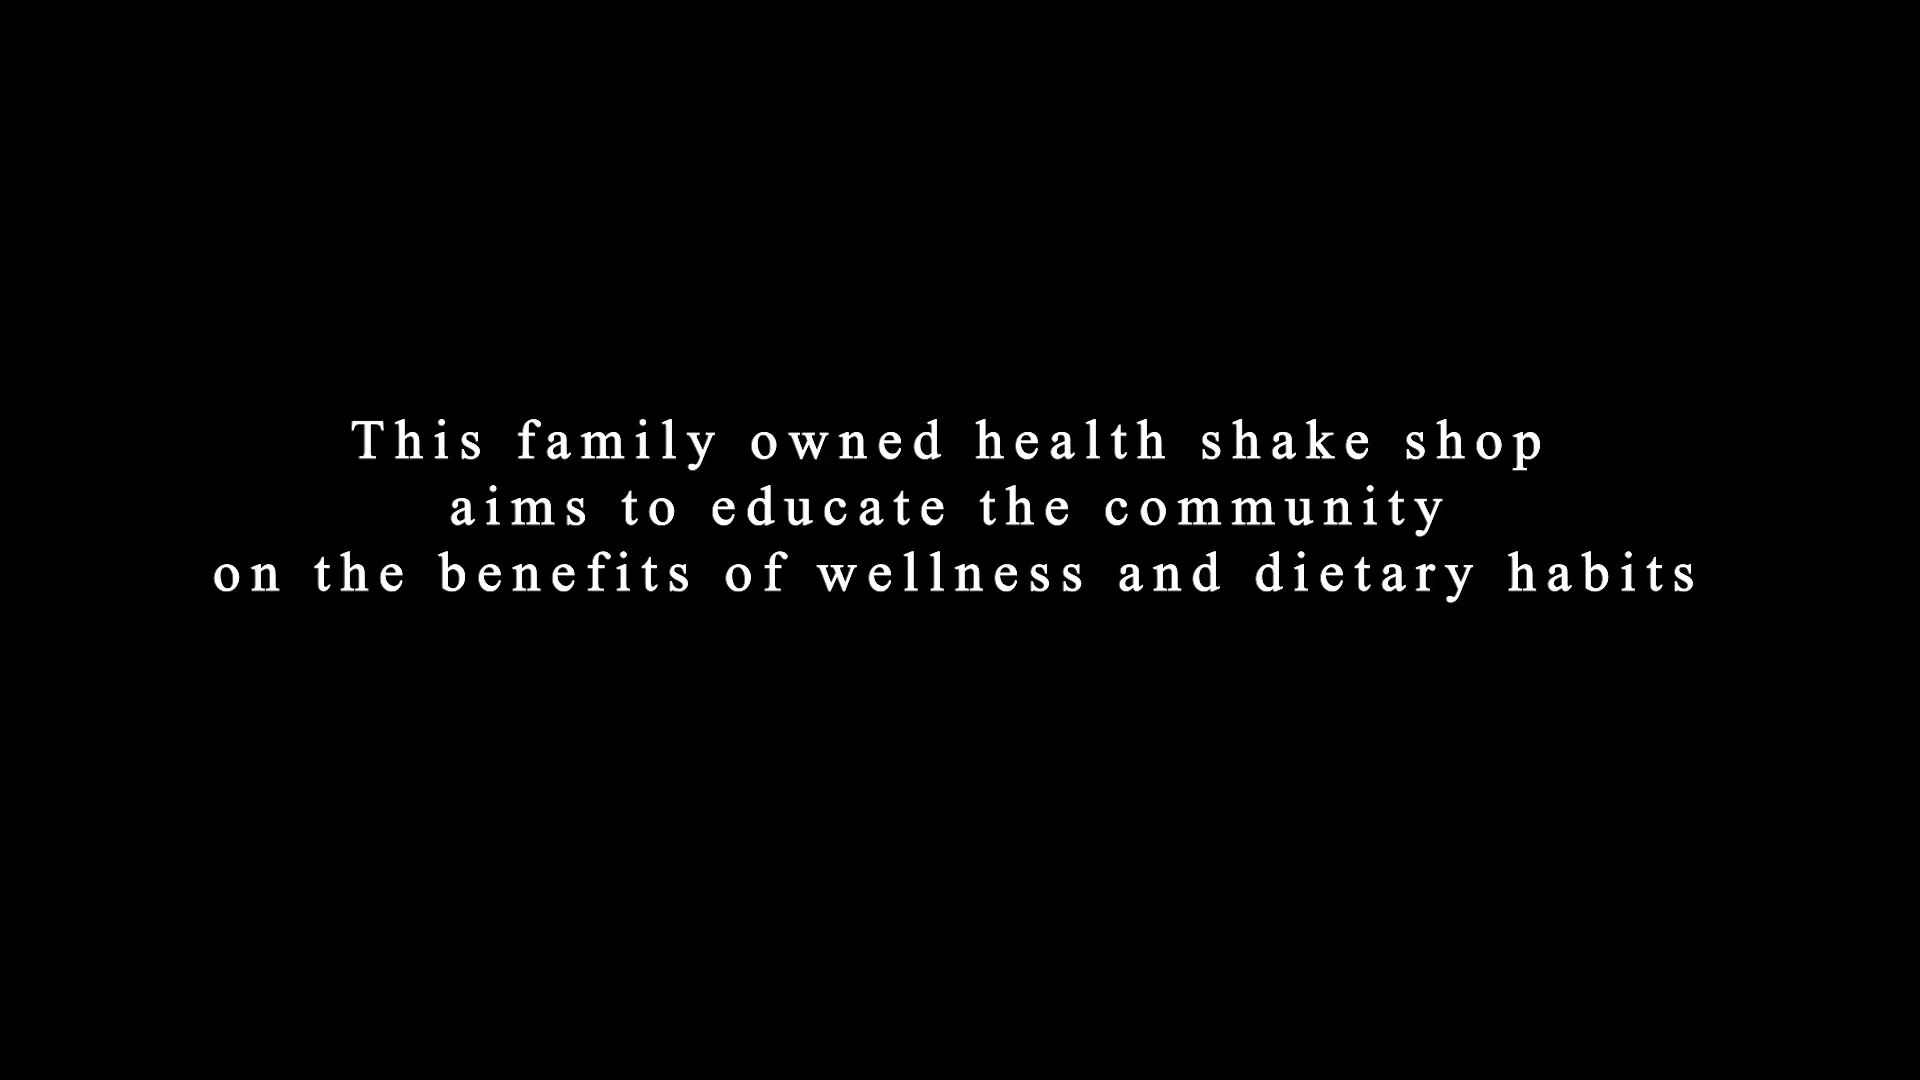 This family owned health shake shop
aims to educate the community
on the benefits of wellness and dietary habits